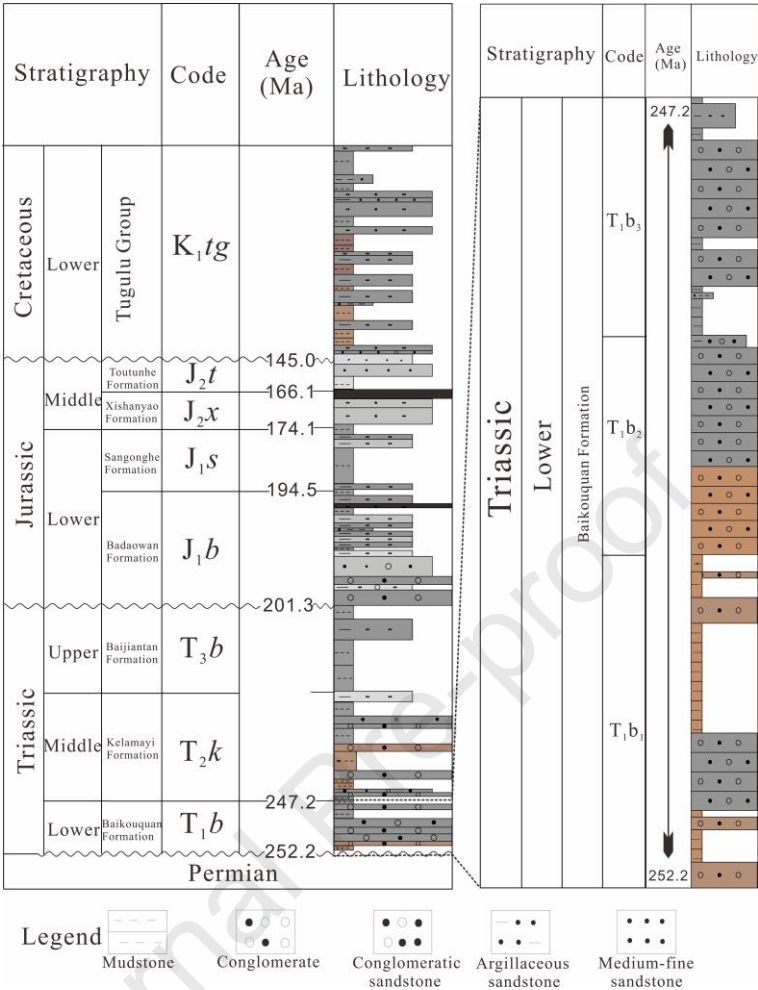 Stratigraphy Code Age (Ma) Lithology
Cretaceous Lower Tugulu Group K₁tg
145.0
Jurassic
Middle
Toutunhe Formation J₂t
166.1
Xishanyao Formation J₂x
174.1
Lower
Sangonghe Formation J₁s
194.5
Badaowan Formation J₁b
201.3
Triassic
Upper Baijiantan Formation T₃b
Middle Kelamayi Formation T₂k
247.2
Lower Baikouquan Formation T₁b
252.2
Permian
Stratigraphy Code Age (Ma) Lithology
Triassic Lower Baikouquan Formation
247.2
T₁b₃
T₁b₂
T₁b₁
252.2
Legend
Mudstone
Conglomerate
Conglomeratic
sandstone
Argillaceous
sandstone
Medium-fine
sandstone
rnal Pre-proof